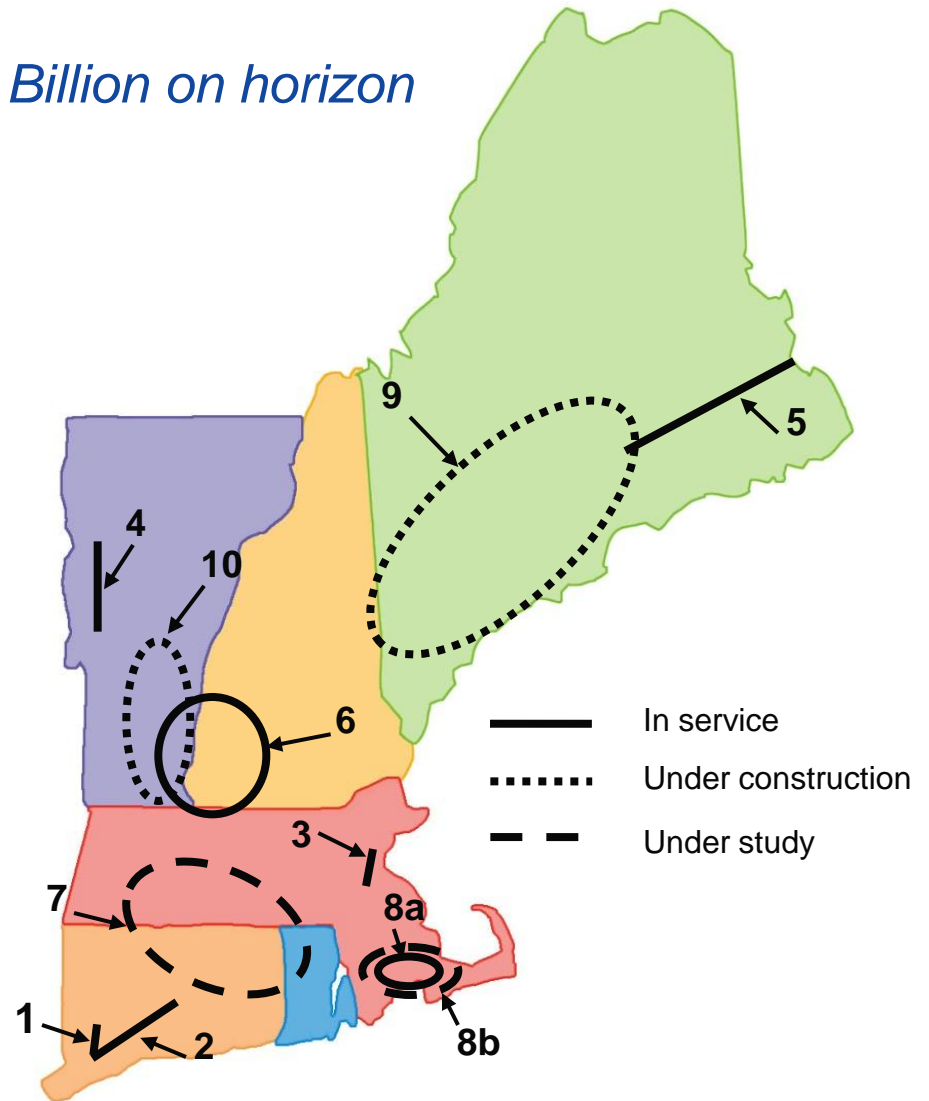 Billion on horizon
9
5
4
10
6
In service
Under construction
3
Under study
7
8a
1
2
8b